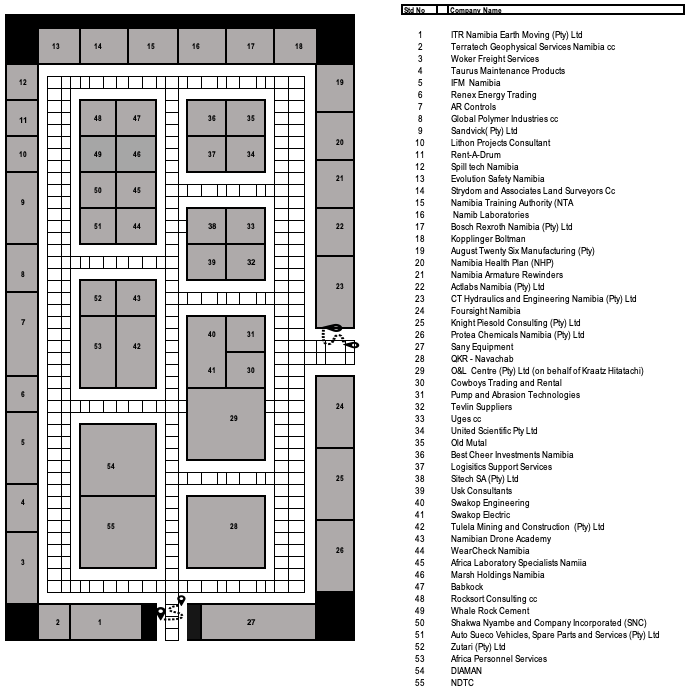 Std No Company Name
13 14 15 16 17 18
12 19
48 47 36 35
11
20
49 46 37 34
10
21
50 45
9
51 44 38 33
22
39 32
8
23
52 43
7
40 31
53 42
41 30
6
24
29
5
54
25
4
55 28
3 26
2 1 27
1 ITR Namibia Earth Moving (Pty) Ltd
2 Terratech Geophysical Services Namibia cc
3 Woker Freight Services
4 Taurus Maintenance Products
5 IFM Namibia
6 Renex Energy Trading
7 AR Controls
8 Global Polymer Industries cc
9 Sandvick( Pty) Ltd
10 Lithon Projects Consultant
11 Rent-A-Drum
12 Spill tech Namibia
13 Evolution Safety Namibia
14 Strydom and Associates Land Surveyors Cc
15 Namibia Training Authority (NTA
16 Namib Laboratories
17 Bosch Rexroth Namibia (Pty) Ltd
18 Kopplinger Boltman
19 August Twenty Six Manufacturing (Pty)
20 Namibia Health Plan (NHP)
21 Namibia Armature Rewinders
22 Actlabs Namibia (Pty) Ltd
23 CT Hydraulics and Engineering Namibia (Pty) Ltd
24 Foursight Namibia
25 Knight Piesold Consulting (Pty) Ltd
26 Protea Chemicals Namibia (Pty) Ltd
27 Sany Equipment
28 QKR - Navachab
29 O&L Centre (Pty) Ltd (on behalf of Kraatz Hitatachi)
30 Cowboys Trading and Rental
31 Pump and Abrasion Technologies
32 Tevlin Suppliers
33 Uges cc
34 United Scientific Pty Ltd
35 Old Mutal
36 Best Cheer Investments Namibia
37 Logisitics Support Services
38 Sitech SA (Pty) Ltd
39 Usk Consultants
40 Swakop Engineering
41 Swakop Electric
42 Tulela Mining and Construction (Pty) Ltd
43 Namibian Drone Academy
44 WearCheck Namibia
45 Africa Laboratory Specialists Namiia
46 Marsh Holdings Namibia
47 Babkock
48 Rocksort Consulting cc
49 Whale Rock Cement
50 Shakwa Nyambe and Company Incorporated (SNC)
51 Auto Sueco Vehicles, Spare Parts and Services (Pty) Ltd
52 Zutari (Pty) Ltd
53 Africa Personnel Services
54 DIAMAN
55 NDTC